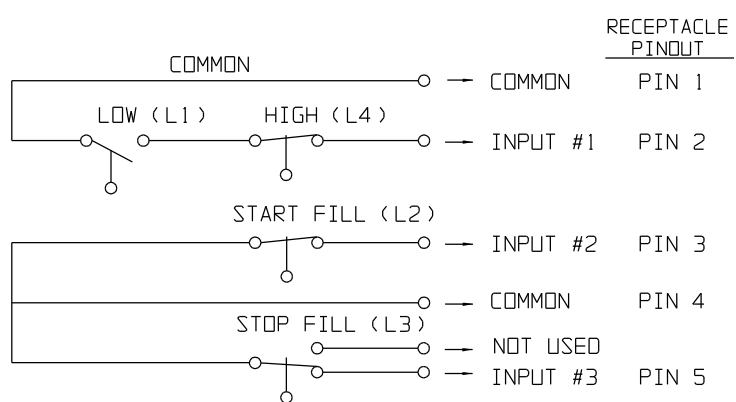 RECEPTACLE
PINOUT
COMMON
COMMON PIN 1
LOW (L1) HIGH (L4)
INPUT #1 PIN 2
START FILL (L2)
INPUT #2 PIN 3
COMMON PIN 4
STOP FILL (L3)
NOT USED
INPUT #3 PIN 5